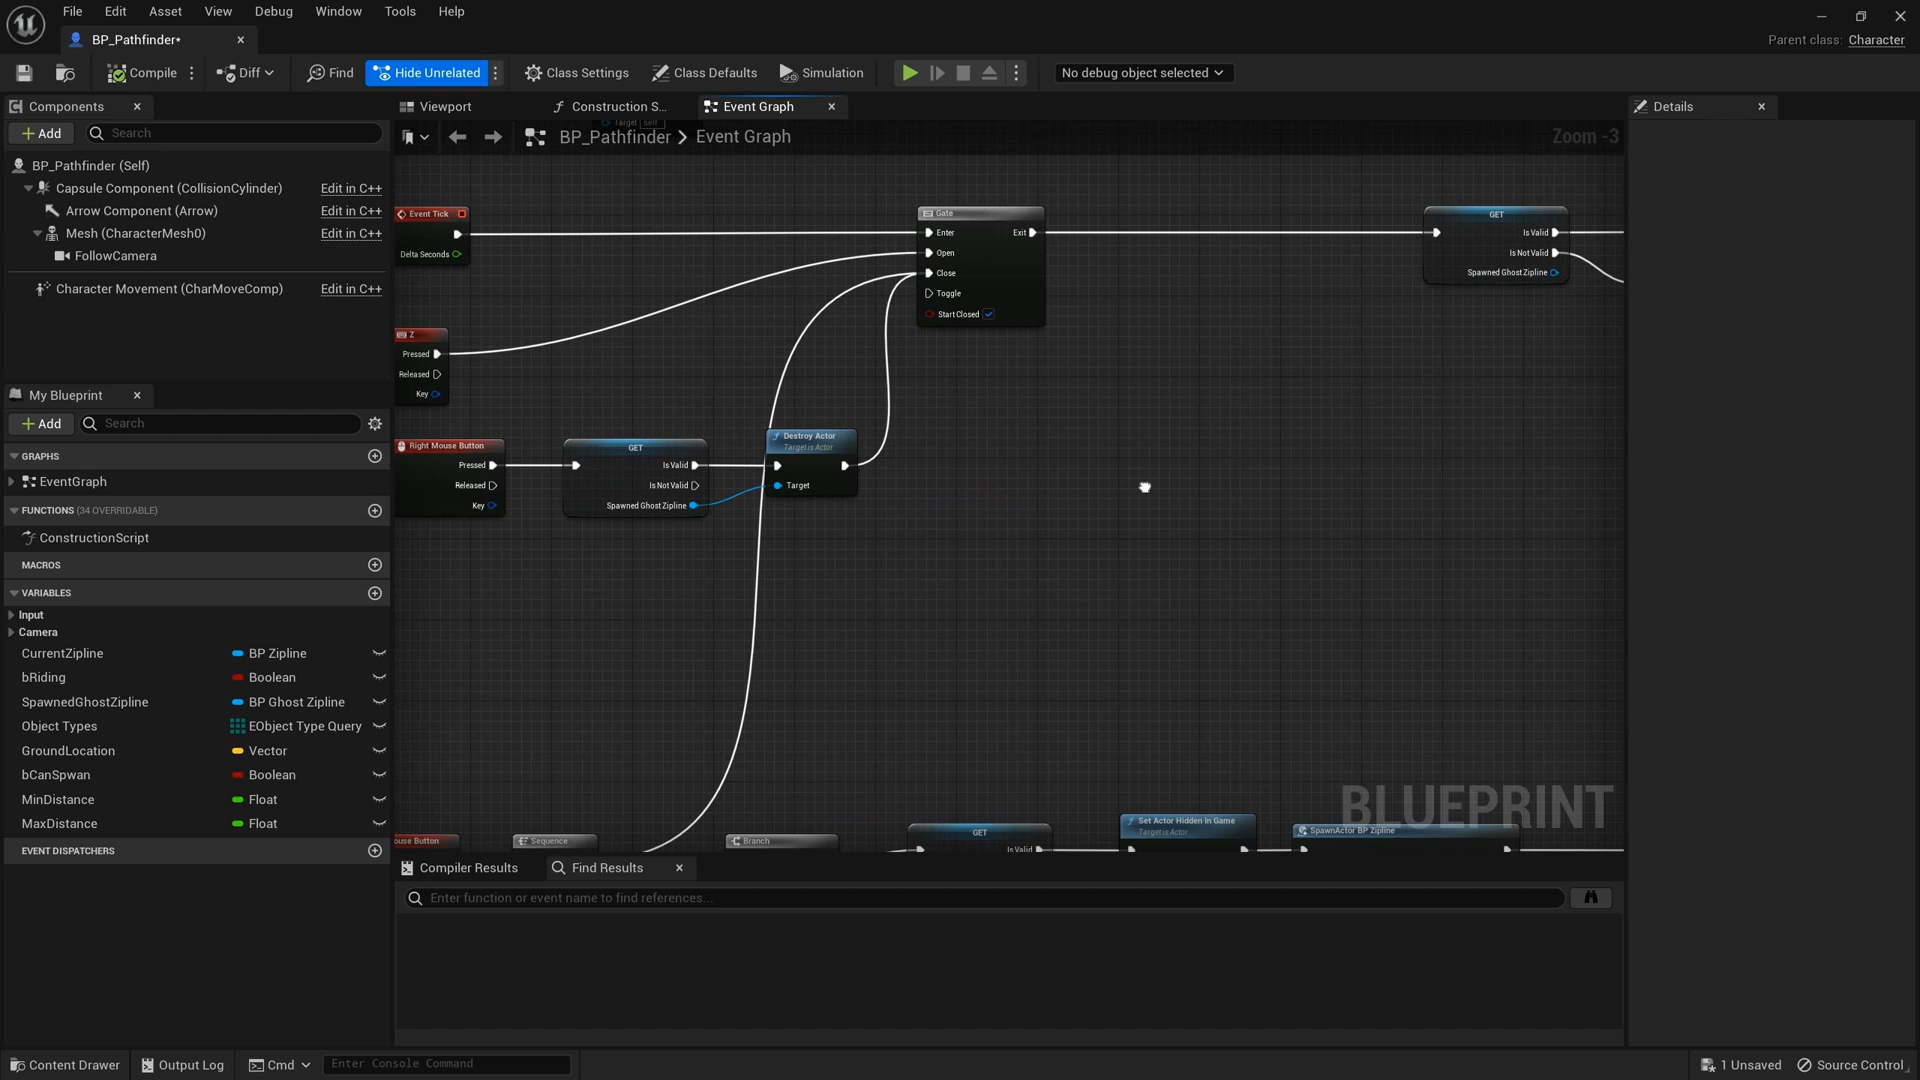 File Edit Asset View Debug Window Tools Help
BP_Pathfinder*
Parent class: Character
Compile Diff Find Hide Unrelated Class Settings Class Defaults Simulation No debug object selected
Components Viewport Construction S... Event Graph Details
Add Search
BP_Pathfinder > Event Graph Zoom -3
Target self
BP_Pathfinder (Self)
Capsule Component (CollisionCylinder) Edit in C++
Arrow Component (Arrow) Edit in C++
Mesh (CharacterMesh0) Edit in C++
FollowCamera
Character Movement (CharMoveComp) Edit in C++
My Blueprint
Add Search
GRAPHS
EventGraph
FUNCTIONS (34 OVERRIDABLE)
ConstructionScript
MACROS
VARIABLES
Input
Camera
CurrentZipline BP Zipline
bRiding Boolean
SpawnedGhostZipline BP Ghost Zipline
Object Types EObject Type Query
GroundLocation Vector
bCanSpwan Boolean
MinDistance Float
MaxDistance Float
EVENT DISPATCHERS
Event Tick
Delta Seconds
Gate
Enter Exit
Open
Close
Toggle
Start Closed
GET
Is Valid
Is Not Valid
Spawned Ghost Zipline
Z
Pressed
Released
Key
Right Mouse Button
Pressed
Released
Key
GET
Is Valid
Is Not Valid
Spawned Ghost Zipline
Destroy Actor
Target is Actor
Target
ouse Button
Sequence
Branch
GET
Is Valid
Set Actor Hidden In Game
Target is Actor
SpawnActor BP Zipline
BLUEPRINT
Compiler Results Find Results
Enter function or event name to find references...
Content Drawer Output Log Cmd Enter Console Command 1 Unsaved Source Control